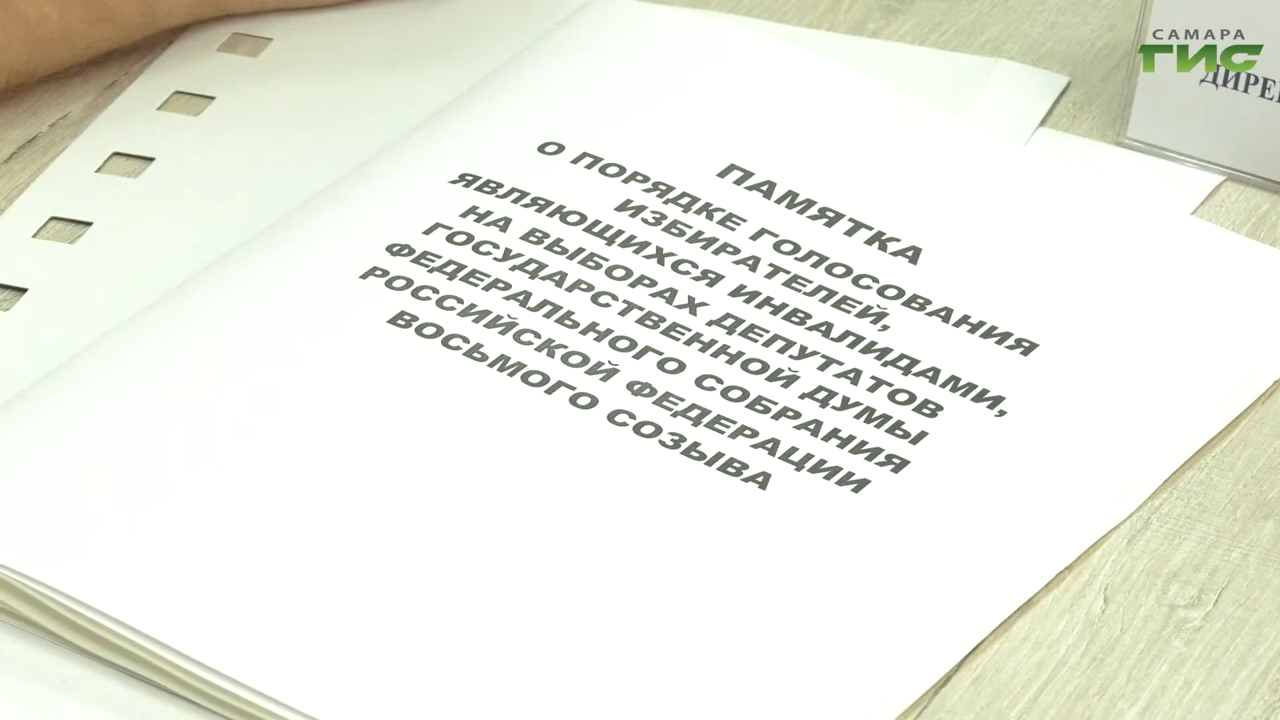 ПАМЯТКА
О ПОРЯДКЕ ГОЛОСОВАНИЯ
ИЗБИРАТЕЛЕЙ,
ЯВЛЯЮЩИХСЯ ИНВАЛИДАМИ,
НА ВЫБОРАХ ДЕПУТАТОВ
ГОСУДАРСТВЕННОЙ ДУМЫ
ФЕДЕРАЛЬНОГО СОБРАНИЯ
РОССИЙСКОЙ ФЕДЕРАЦИИ
ВОСЬМОГО СОЗЫВА
САМАРА
ГИС